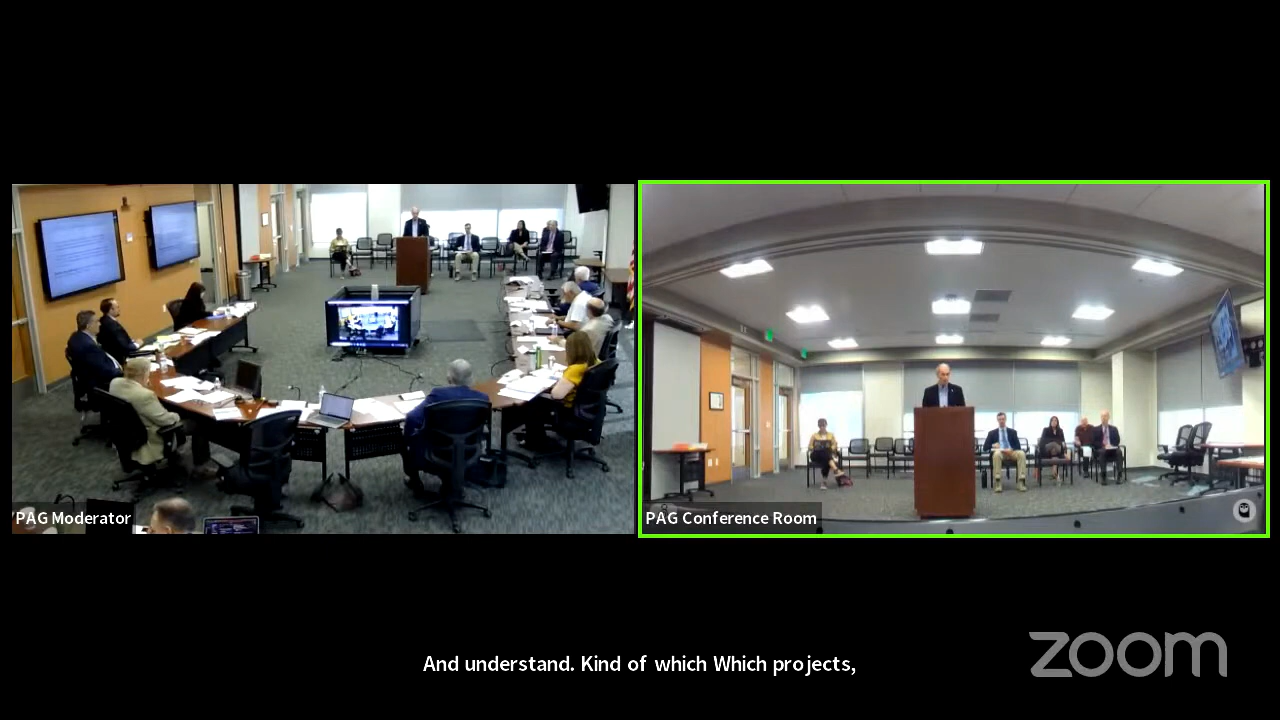 PAG Moderator
PAG Conference Room
And understand. Kind of which Which projects,
zoom